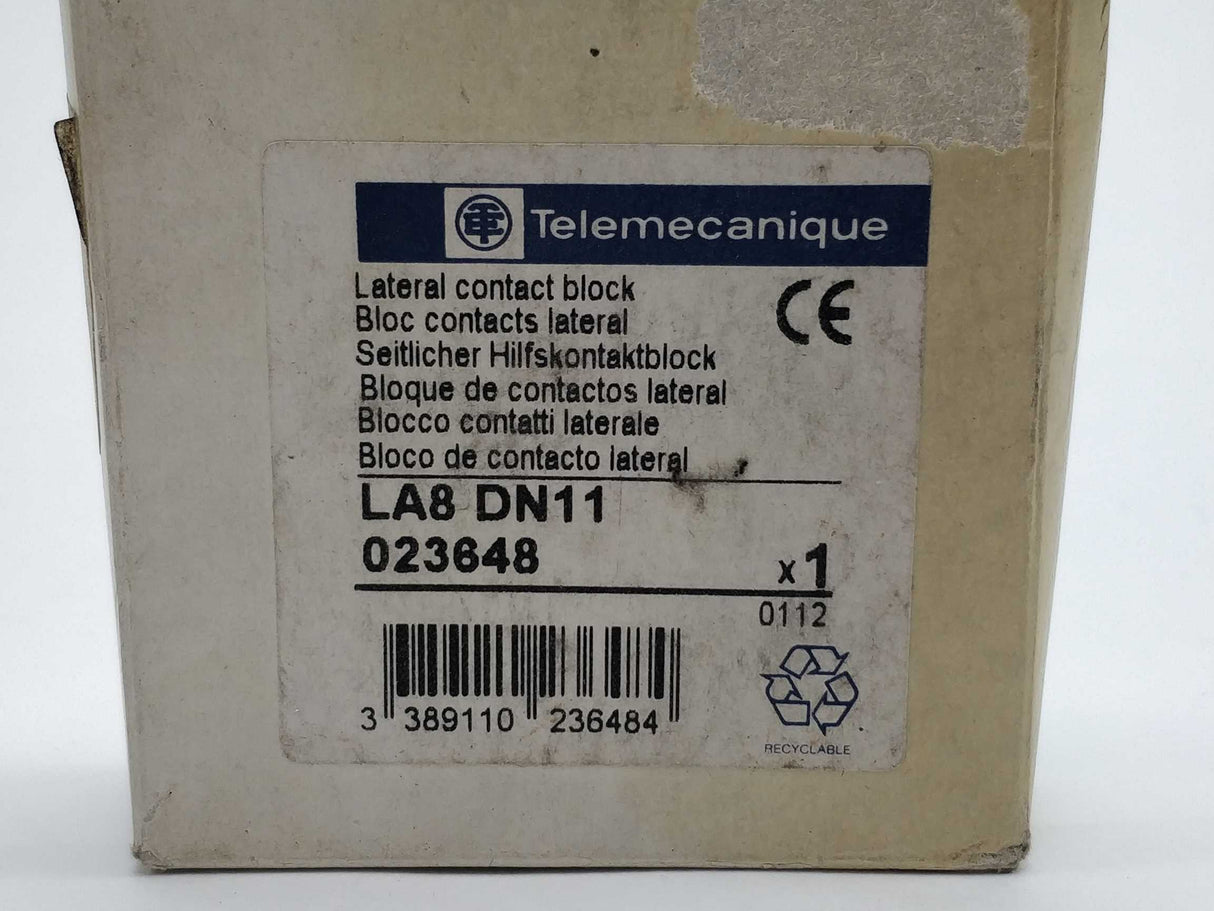 Telemecanique
Lateral contact block
CE
Bloc contacts lateral
Seitlicher Hilfskontaktblock
Bloque de contactos lateral
Blocco contatti laterale
Bloco de contacto lateral
LA8 DN11
023648
x1
0112
3 389110 236484
RECYCLABLE